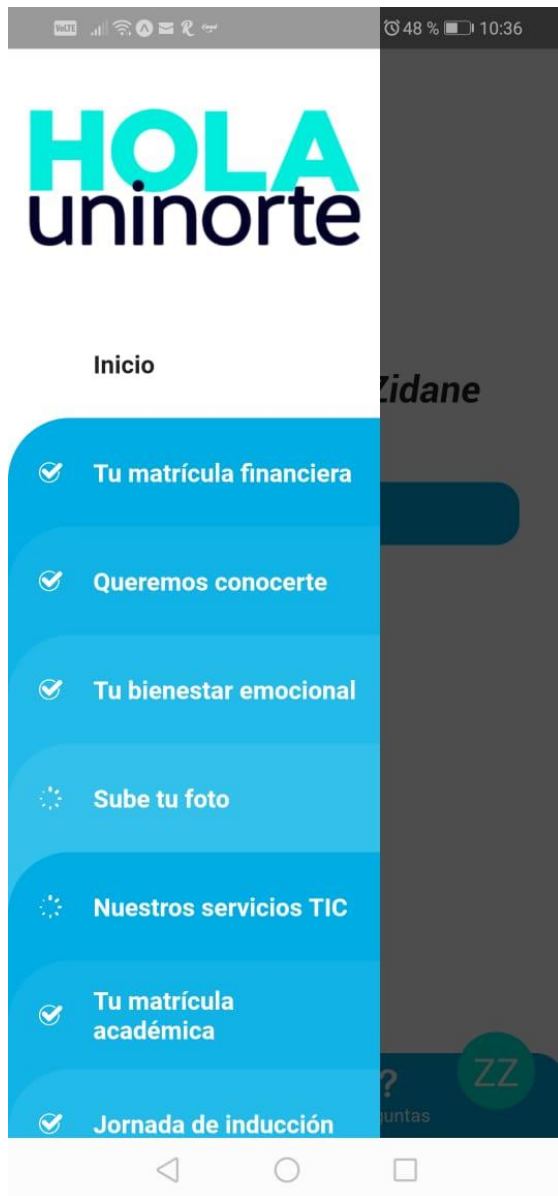 VoLTE 48 % 10:36
HOLA
uninorte
Inicio
Zidane
Tu matrícula financiera
Queremos conocerte
Tu bienestar emocional
Sube tu foto
Nuestros servicios TIC
Tu matrícula
académica
ZZ
?
Jornada de inducción